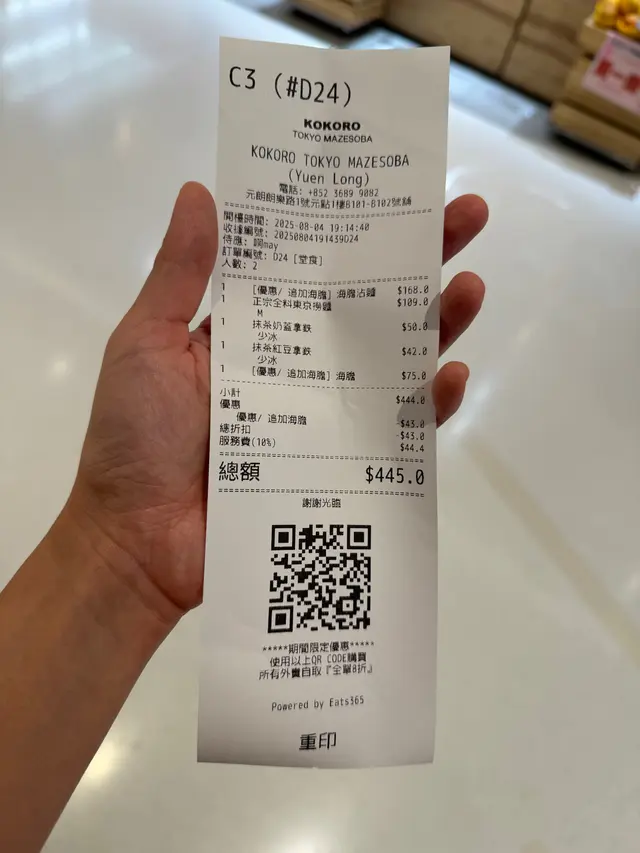 C3 (#D24)
KOKORO
TOKYO MAZESOBA
KOKORO TOKYO MAZESOBA
(Yuen Long)
電話: +852 3689 9082
元朗朗樂路1號元點1樓B101-B102號舖
開檯時間: 2025-08-04 19:14:40
收據編號: 20250804191439D24
侍應: 啊may
訂單編號: D24 [堂食]
人數: 2
1 [優惠/ 追加海膽] 海膽沾麵 $168.0
1 正宗全料東京撈麵 $109.0
M
1 抹茶奶蓋拿鉄 $50.0
少冰
1 抹茶紅豆拿鉄 $42.0
少冰
1 [優惠/ 追加海膽] 海膽 $75.0
小計 $444.0
優惠
優惠/ 追加海膽 -$43.0
總折扣 -$43.0
服務費(10%) $44.4
總額 $445.0
謝謝光臨
*****期間限定優惠*****
使用以上QR CODE購買
所有外賣自取『全單8折』
Powered by Eats365
重印